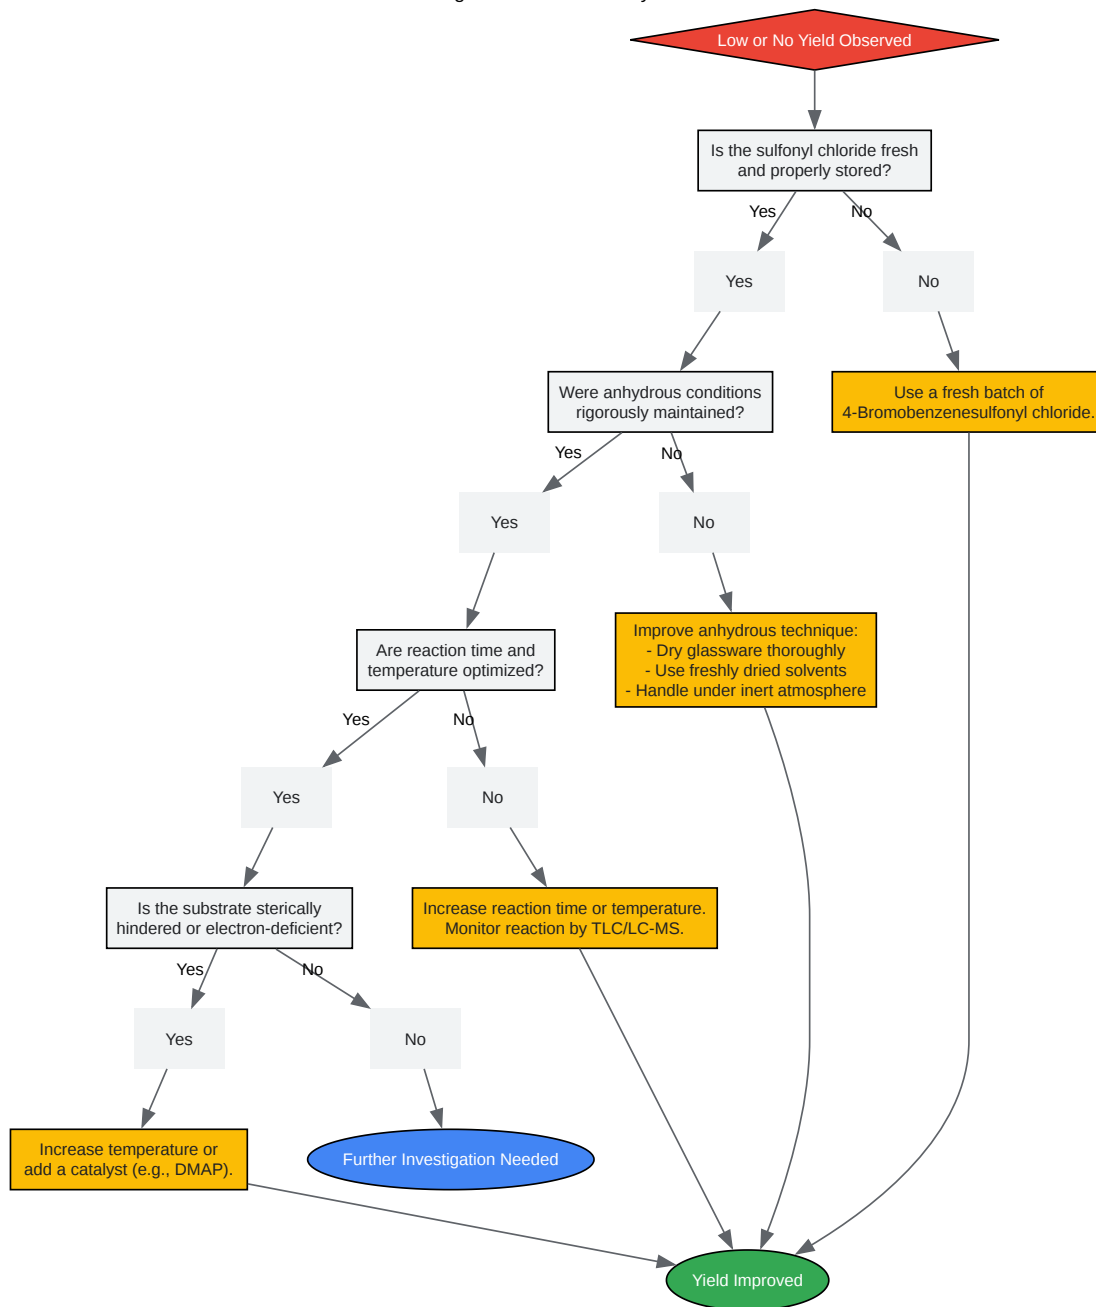 Low or No Yield Observed
Is the sulfonyl chloride fresh
and properly stored?
Yes
No
Yes
No
Were anhydrous conditions
rigorously maintained?
Use a fresh batch of
4-Bromobenzenesulfonyl chloride.
Yes
No
Yes
No
Improve anhydrous technique:
- Dry glassware thoroughly
- Use freshly dried solvents
- Handle under inert atmosphere
Are reaction time and
temperature optimized?
Yes
No
Yes
No
Is the substrate sterically
hindered or electron-deficient?
Increase reaction time or temperature.
Monitor reaction by TLC/LC-MS.
Yes
No
Yes
No
Increase temperature or
add a catalyst (e.g., DMAP).
Further Investigation Needed
Yield Improved